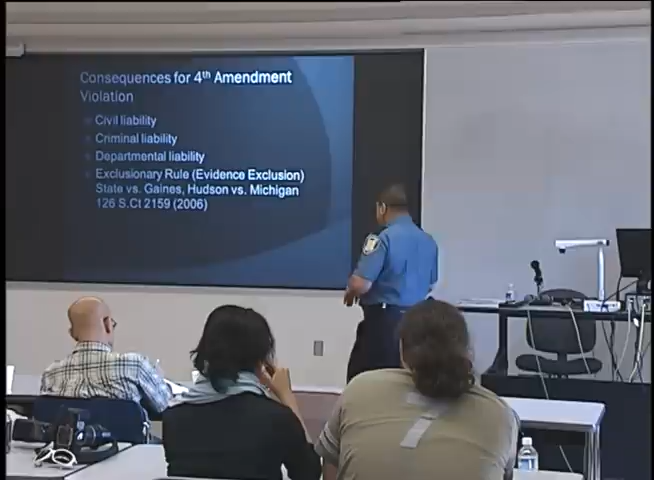 Consequences for 4th Amendment
Violation
Civil liability
Criminal liability
Departmental liability
Exclusionary Rule (Evidence Exclusion)
State vs. Gaines, Hudson vs. Michigan
126 S.Ct 2159 (2006)